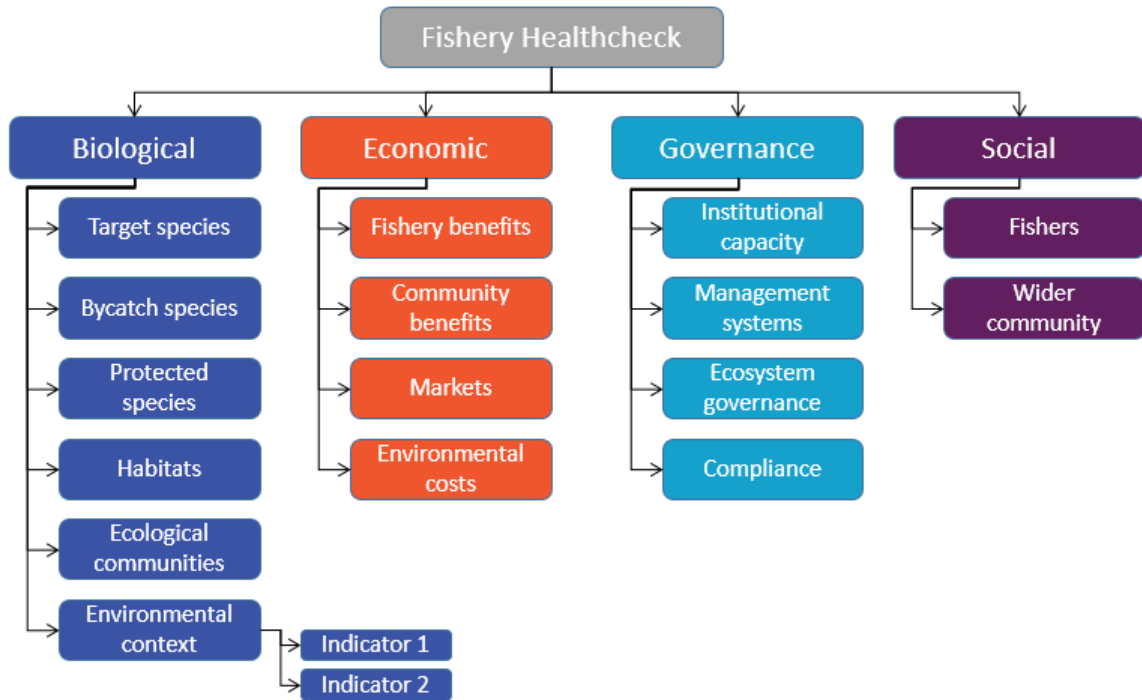 Fishery Healthcheck
Biological
Target species
Bycatch species
Protected
species
Habitats
Ecological
communities
Environmental
context
Indicator 1
Indicator 2
Economic
Fishery benefits
Community
benefits
Markets
Environmental
costs
Governance
Institutional
capacity
Management
systems
Ecosystem
governance
Compliance
Social
Fishers
Wider
community